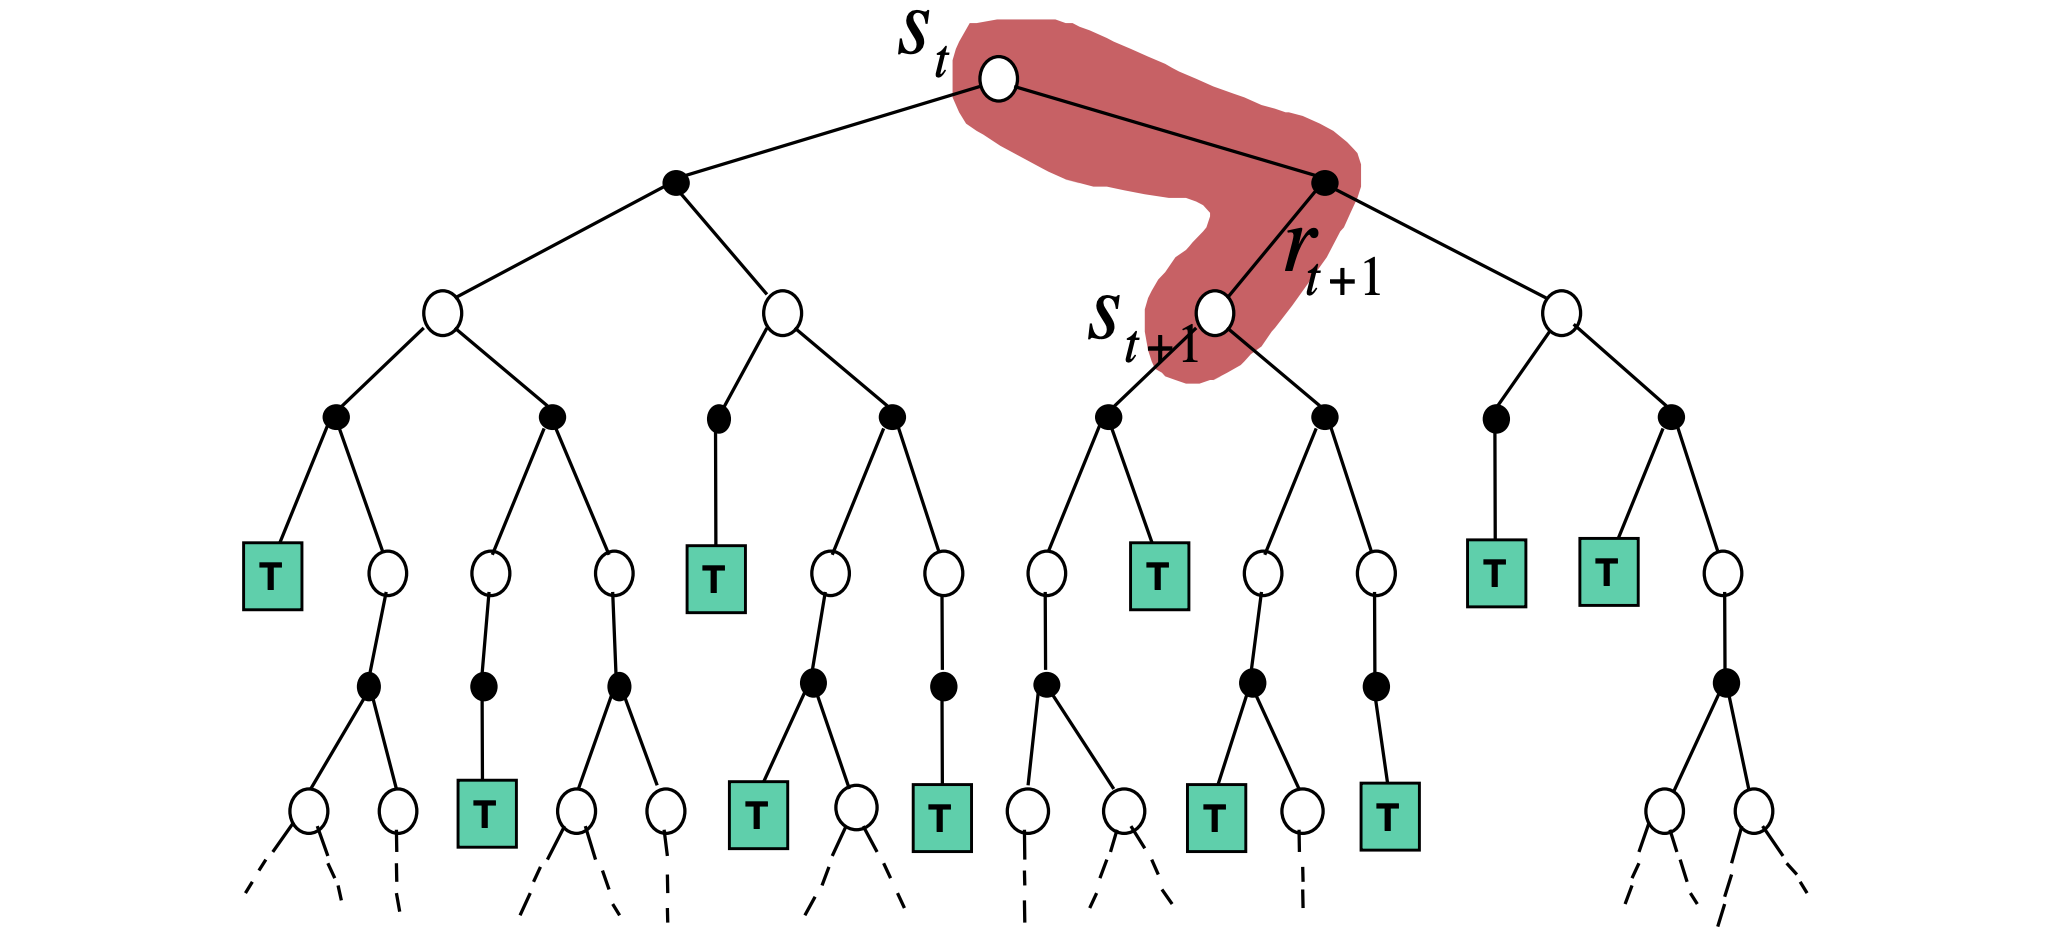 s_t
r_{t+1}
s_{t+1}
T T T T T T
T T T T T